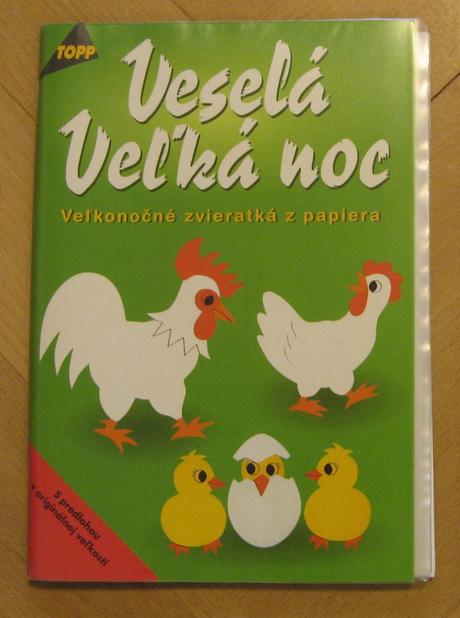 TOPP
Veselá
Veľká noc
Veľkonočné zvieratká z papiera
S predlohou
v originálnej veľkosti